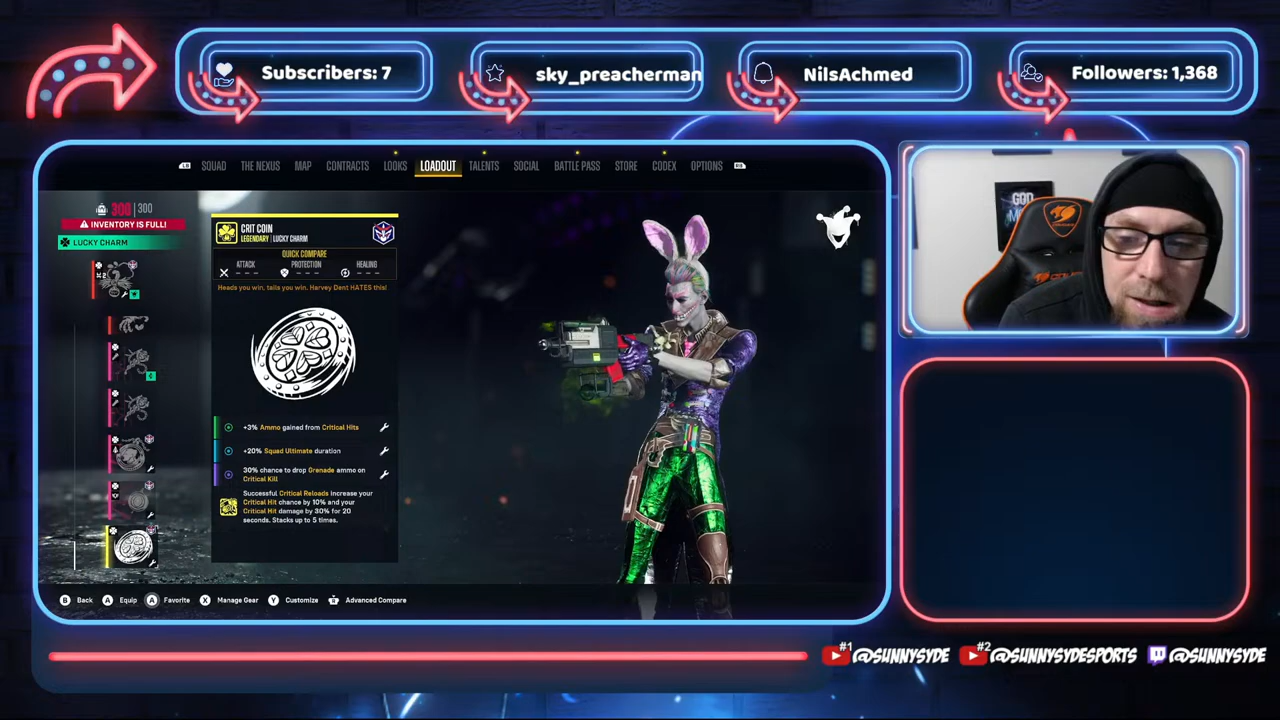 Subscribers: 7
sky_preacherman
NilsAchmed
Followers: 1,368
LB SQUAD THE NEXUS MAP CONTRACTS LOOKS LOADOUT TALENTS SOCIAL BATTLE PASS STORE CODEX OPTIONS RB
300 | 300
INVENTORY IS FULL!
LUCKY CHARM
CRIT COIN
LEGENDARY | LUCKY CHARM
QUICK COMPARE
ATTACK PROTECTION HEALING
--- --- ---
Heads you win, tails you win. Harvey Dent HATES this!
+3% Ammo gained from Critical Hits
+20% Squad Ultimate duration
30% chance to drop Grenade ammo on
Critical Kill
Successful Critical Reloads increase your
Critical Hit chance by 10% and your
Critical Hit damage by 30% for 20
seconds. Stacks up to 5 times.
B Back A Equip A Favorite X Manage Gear Y Customize Advanced Compare
GOD
COUGAR
#1 @SUNNYSYDE #2 @SUNNYSYDESPORTS @SUNNYSYDE